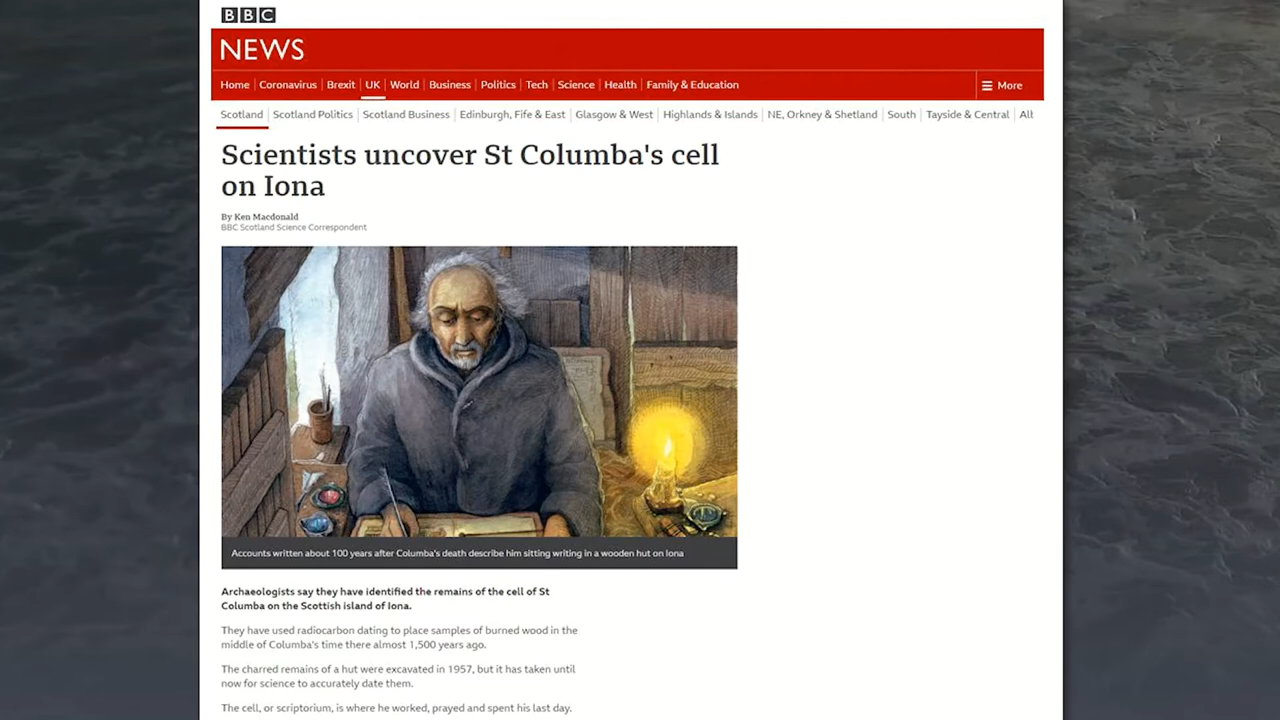 BBC
NEWS
Home Coronavirus Brexit UK World Business Politics Tech Science Health Family & Education More
Scotland Scotland Politics Scotland Business Edinburgh, Fife & East Glasgow & West Highlands & Islands NE, Orkney & Shetland South Tayside & Central All
Scientists uncover St Columba's cell
on Iona
By Ken Macdonald
BBC Scotland Science Correspondent
Accounts written about 100 years after Columba's death describe him sitting writing in a wooden hut on Iona
Archaeologists say they have identified the remains of the cell of St
Columba on the Scottish island of Iona.
They have used radiocarbon dating to place samples of burned wood in the
middle of Columba's time there almost 1,500 years ago.
The charred remains of a hut were excavated in 1957, but it has taken until
now for science to accurately date them.
The cell, or scriptorium, is where he worked, prayed and spent his last day.